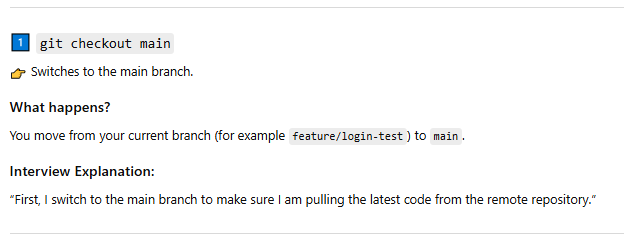 1 git checkout main
👉 Switches to the main branch.
What happens?
You move from your current branch (for example feature/login-test) to main.
Interview Explanation:
“First, I switch to the main branch to make sure I am pulling the latest code from the remote repository.”